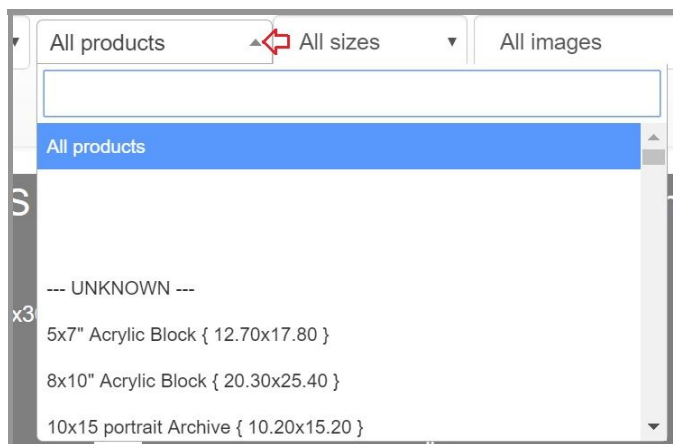 All products All sizes All images
All products
S
--- UNKNOWN ---
x30
5x7" Acrylic Block { 12.70x17.80 }
8x10" Acrylic Block { 20.30x25.40 }
10x15 portrait Archive { 10.20x15.20 }